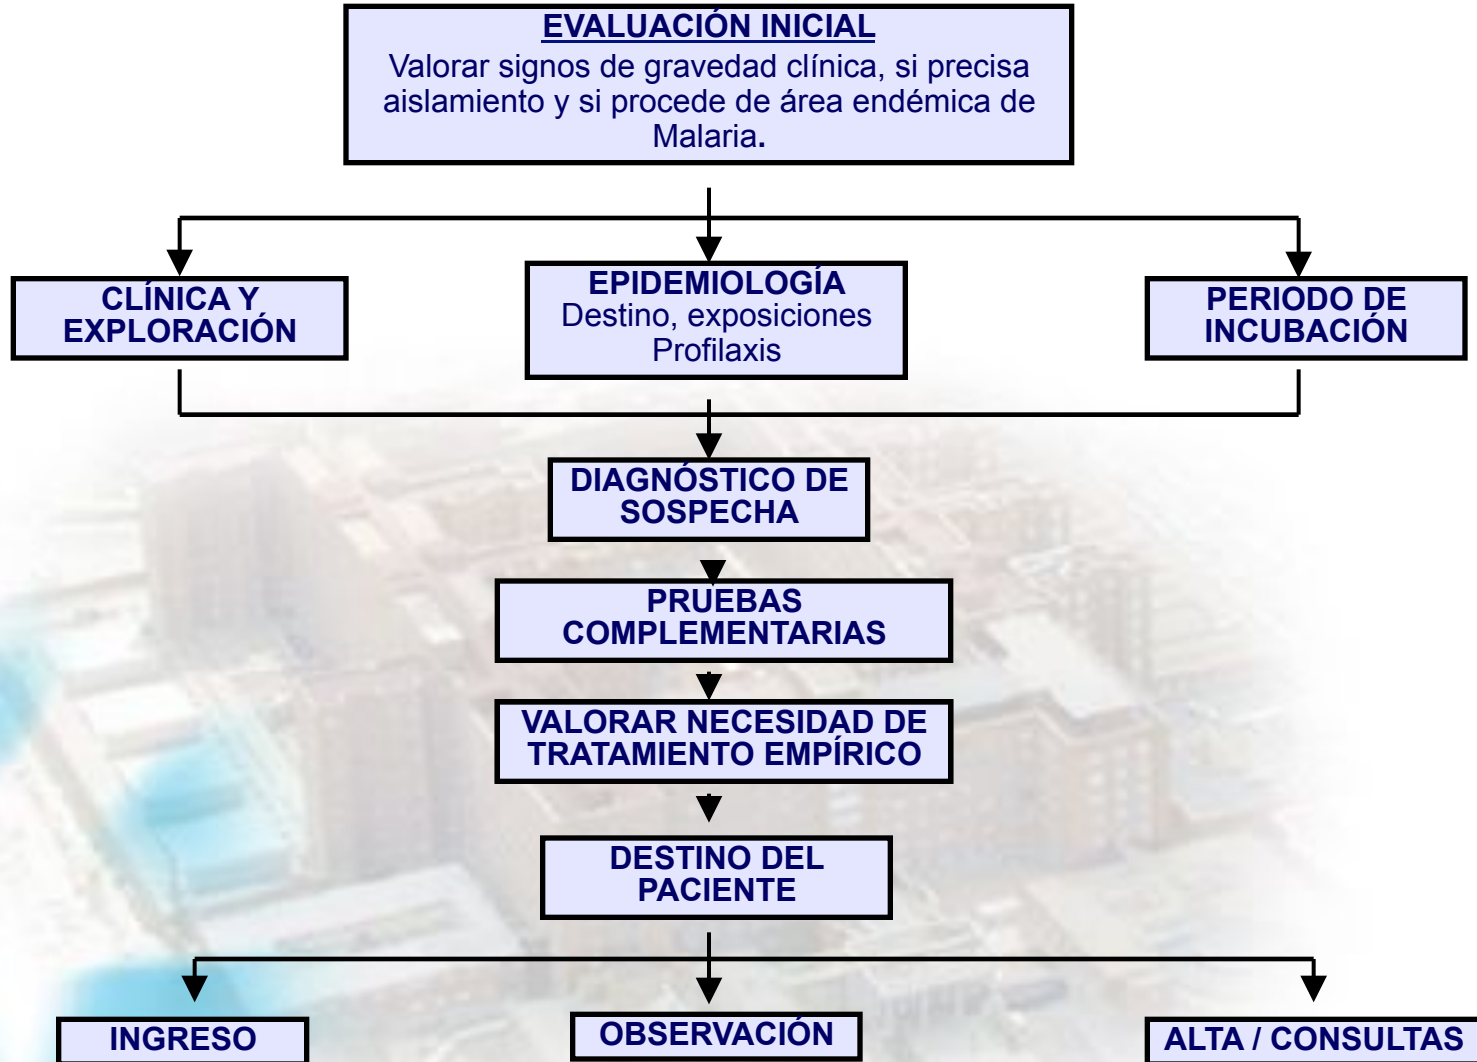 EVALUACIÓN INICIAL
Valorar signos de gravedad clínica, si precisa
aislamiento y si procede de área endémica de
Malaria.
CLÍNICA Y
EXPLORACIÓN
EPIDEMIOLOGÍA
Destino, exposiciones
Profilaxis
PERIODO DE
INCUBACIÓN
DIAGNÓSTICO DE
SOSPECHA
PRUEBAS
COMPLEMENTARIAS
VALORAR NECESIDAD DE
TRATAMIENTO EMPÍRICO
DESTINO DEL
PACIENTE
INGRESO
OBSERVACIÓN
ALTA / CONSULTAS